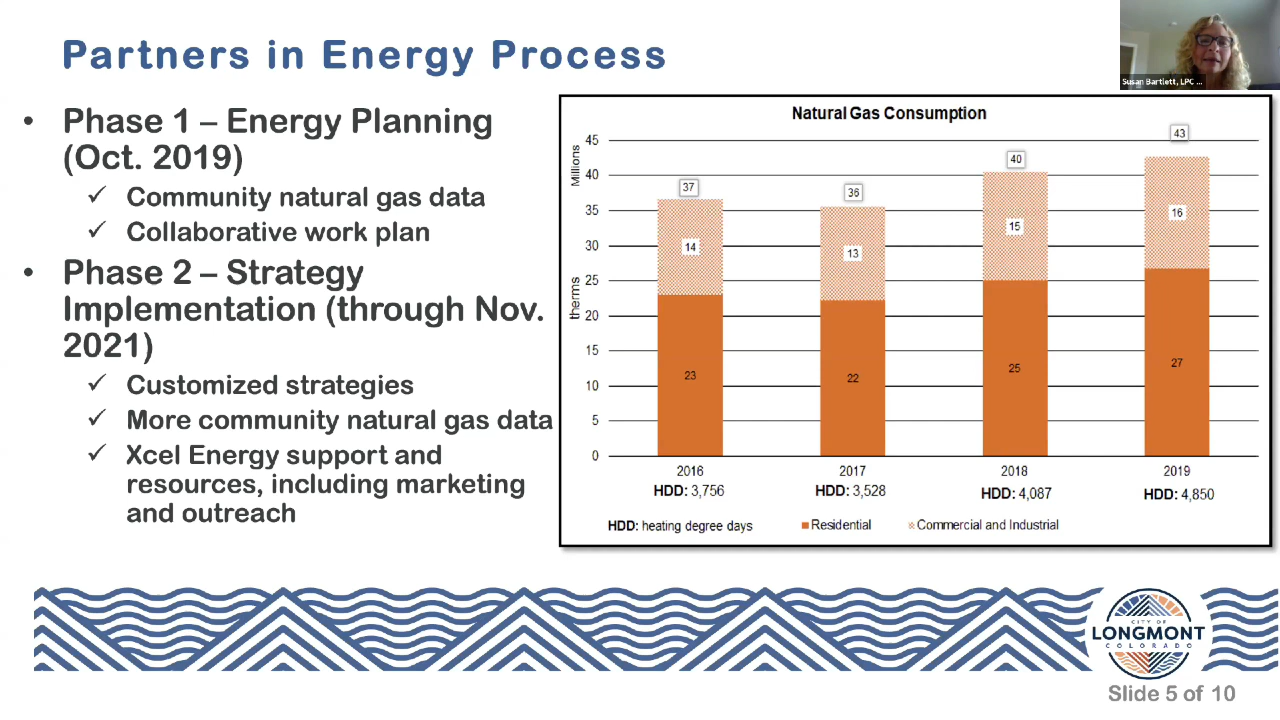 Partners in Energy Process
Susan Bartlett, LPC ...
• Phase 1 – Energy Planning
(Oct. 2019)
✓ Community natural gas data
✓ Collaborative work plan
• Phase 2 – Strategy
Implementation (through Nov.
2021)
✓ Customized strategies
✓ More community natural gas data
✓ Xcel Energy support and
resources, including marketing
and outreach
Natural Gas Consumption
Millions
therms
45
40
35
30
25
20
15
10
5
0
37
14
23
36
13
22
40
15
25
43
16
27
2016
2017
2018
2019
HDD: 3,756
HDD: 3,528
HDD: 4,087
HDD: 4,850
HDD: heating degree days
Residential
Commercial and Industrial
CITY OF
LONGMONT
COLORADO
Slide 5 of 10